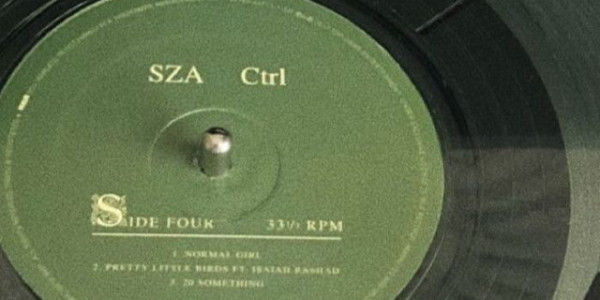 SZA Ctrl
SIDE FOUR 33⅓ RPM
1. NORMAL GIRL
2. PRETTY LITTLE BIRDS FT. ISAIAH RASHAD
3. 20 SOMETHING